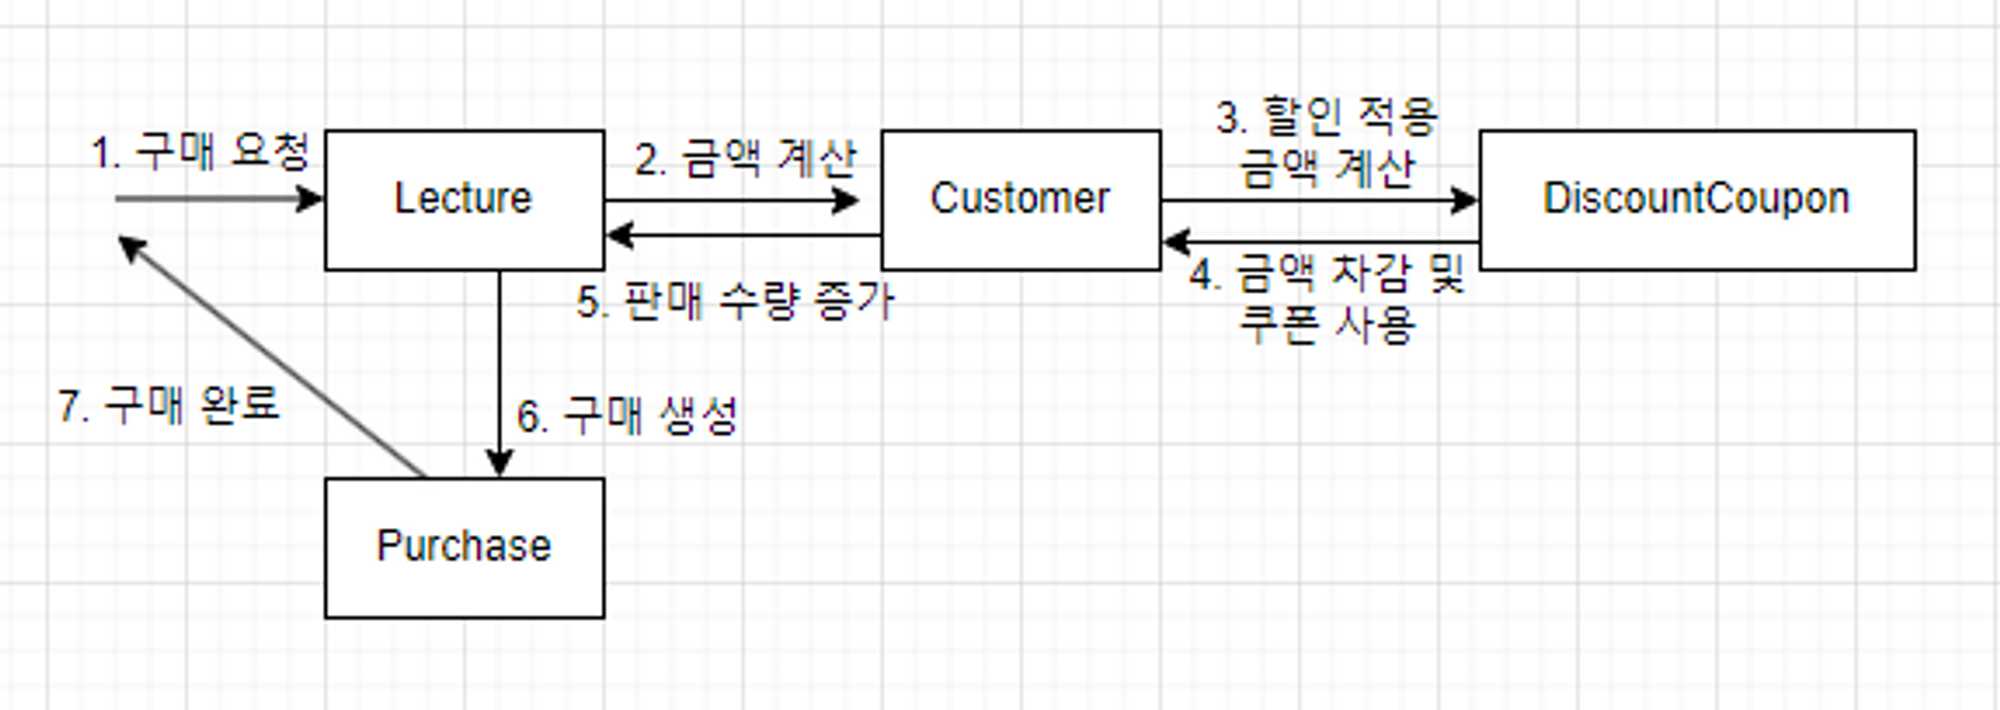 1. 구매 요청
Lecture
2. 금액 계산
Customer
3. 할인 적용
금액 계산
DiscountCoupon
4. 금액 차감 및
쿠폰 사용
5. 판매 수량 증가
6. 구매 생성
7. 구매 완료
Purchase